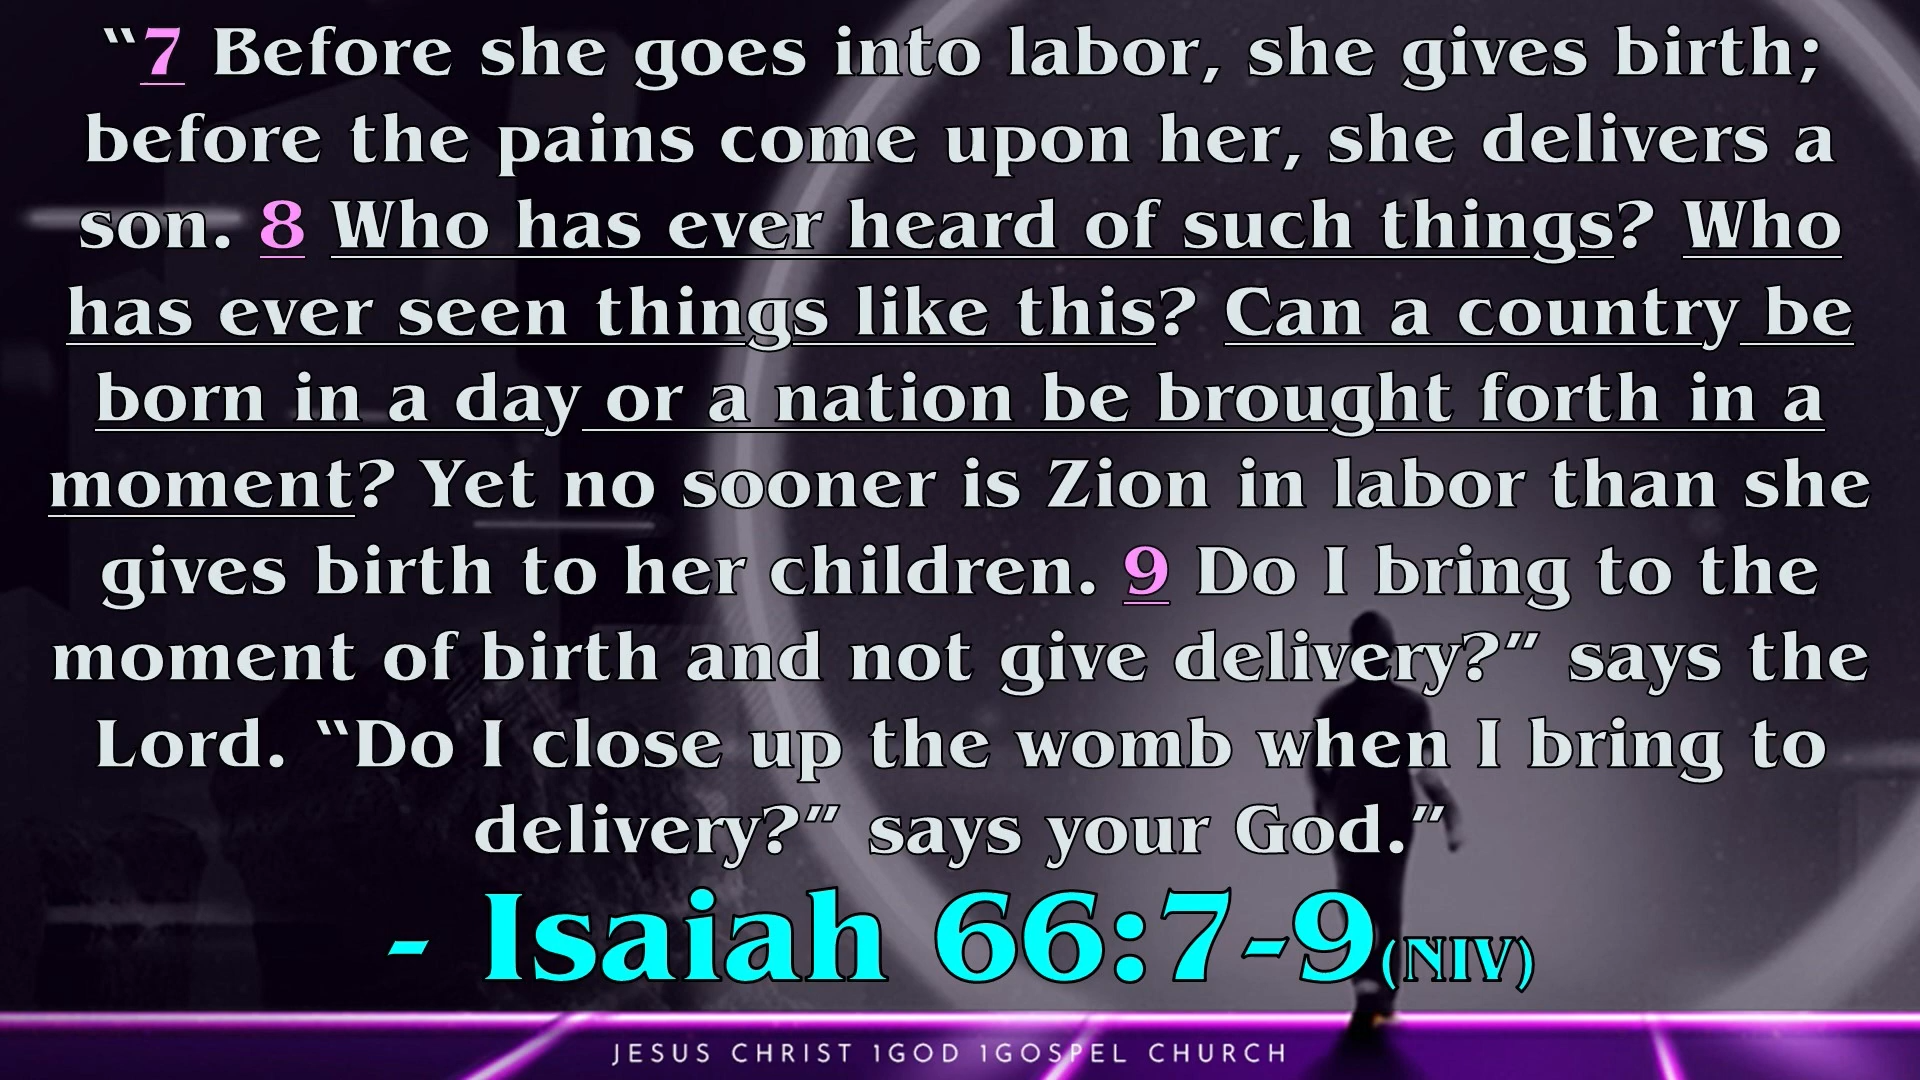 “7 Before she goes into labor, she gives birth;
before the pains come upon her, she delivers a
son. 8 Who has ever heard of such things? Who
has ever seen things like this? Can a country be
born in a day or a nation be brought forth in a
moment? Yet no sooner is Zion in labor than she
gives birth to her children. 9 Do I bring to the
moment of birth and not give delivery?” says the
Lord. “Do I close up the womb when I bring to
delivery?” says your God.”
- Isaiah 66:7-9(NIV)
JESUS CHRIST 1GOD 1GOSPEL CHURCH